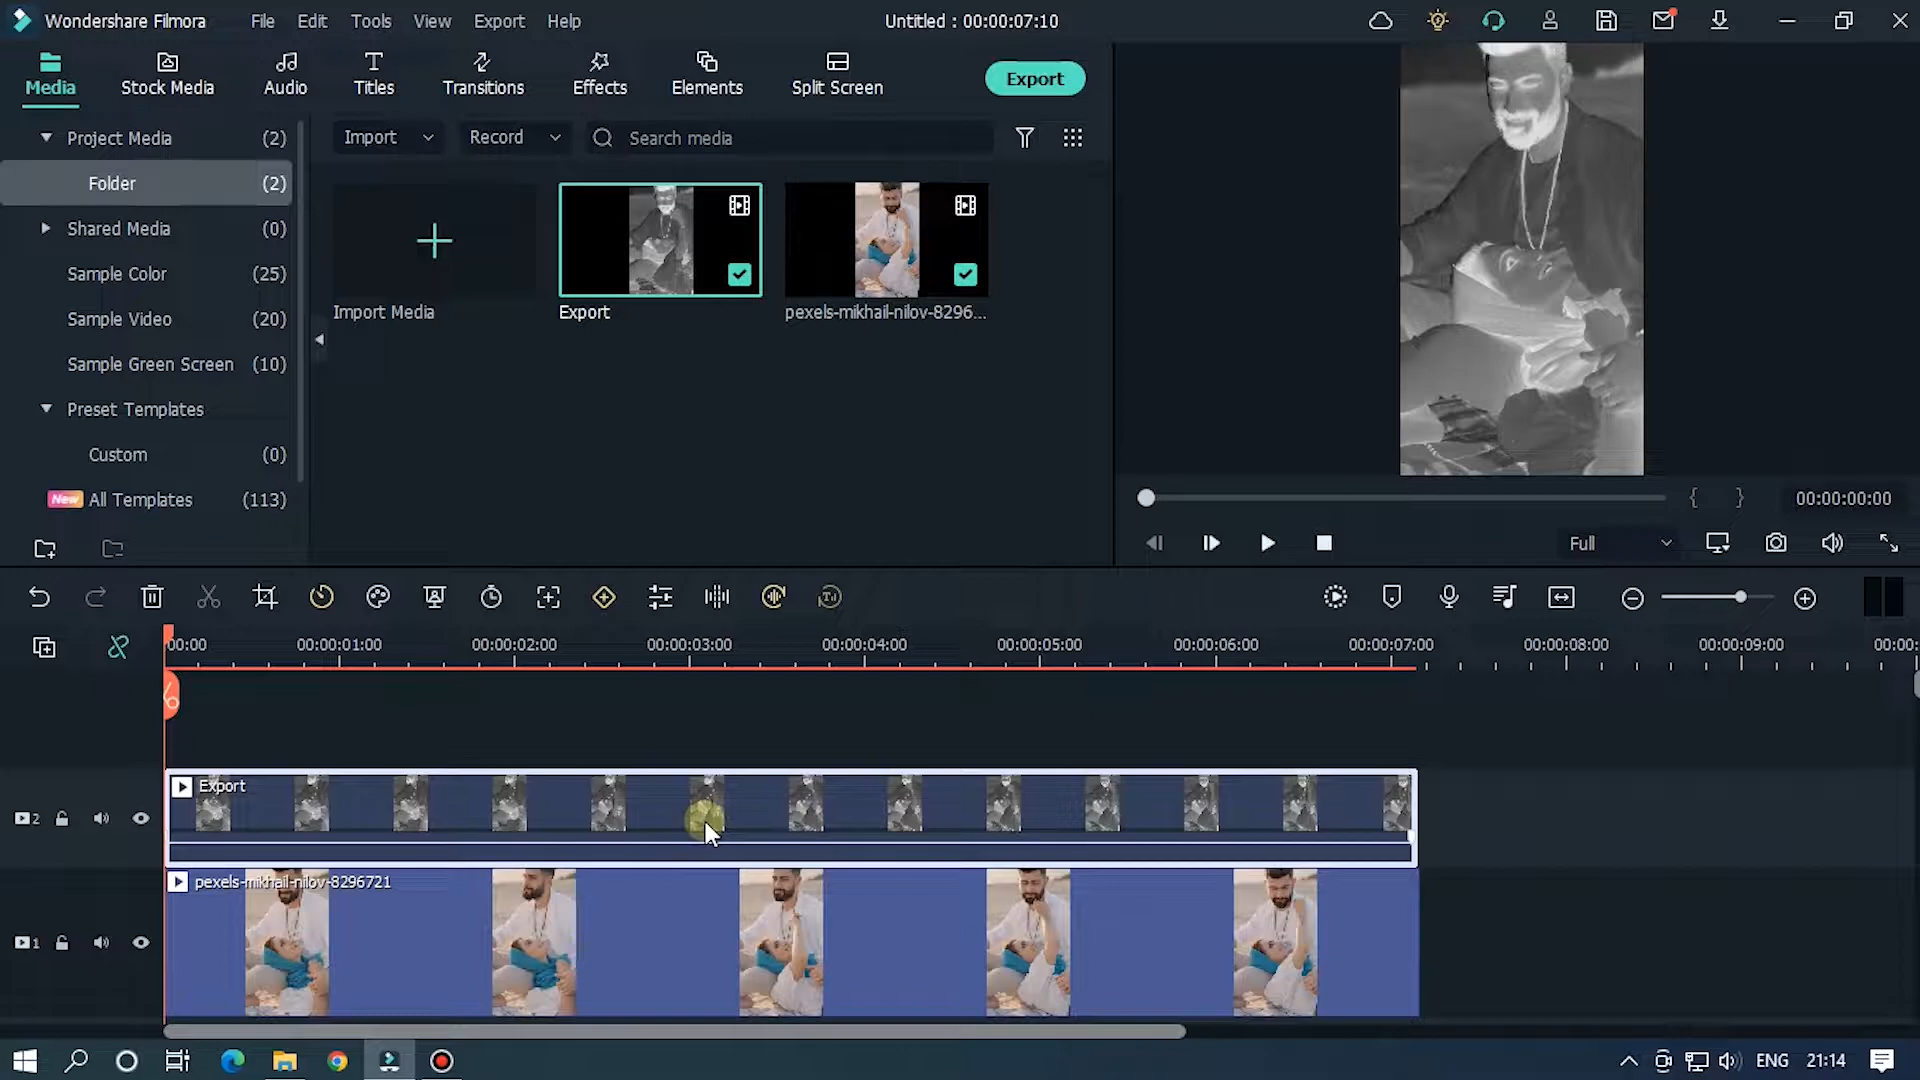 Wondershare Filmora File Edit Tools View Export Help Untitled : 00:00:07:10
Media Stock Media Audio Titles Transitions Effects Elements Split Screen Export
Project Media (2)
Folder (2)
Shared Media (0)
Sample Color (25)
Sample Video (20)
Sample Green Screen (10)
Preset Templates
Custom (0)
New All Templates (113)
Import Record Search media
Import Media Export pexels-mikhail-nilov-8296...
00:00:00:00
Full
00:00 00:00:01:00 00:00:02:00 00:00:03:00 00:00:04:00 00:00:05:00 00:00:06:00 00:00:07:00 00:00:08:00 00:00:09:00 00:00:
Export
2
pexels-mikhail-nilov-8296721
1
ENG 21:14